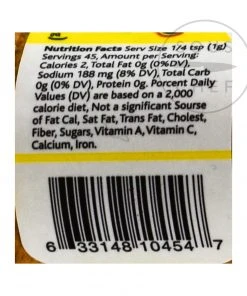 Nutrition Facts Serv Size 1/4 tsp (1g)
Servings 45, Amount per Serving:
Calories 2, Total Fat 0g (0%DV),
Sodium 188 mg (8% DV), Total Carb
0g (0% DV), Protein 0g. Porcent Daily
Values (DV) are based on a 2,000
calorie diet, Not a significant Sourse
of Fat Cal, Sat Fat, Trans Fat, Cholest,
Fiber, Sugars, Vitamin A, Vitamin C,
Calcium, Iron.
6 33148 10454 7